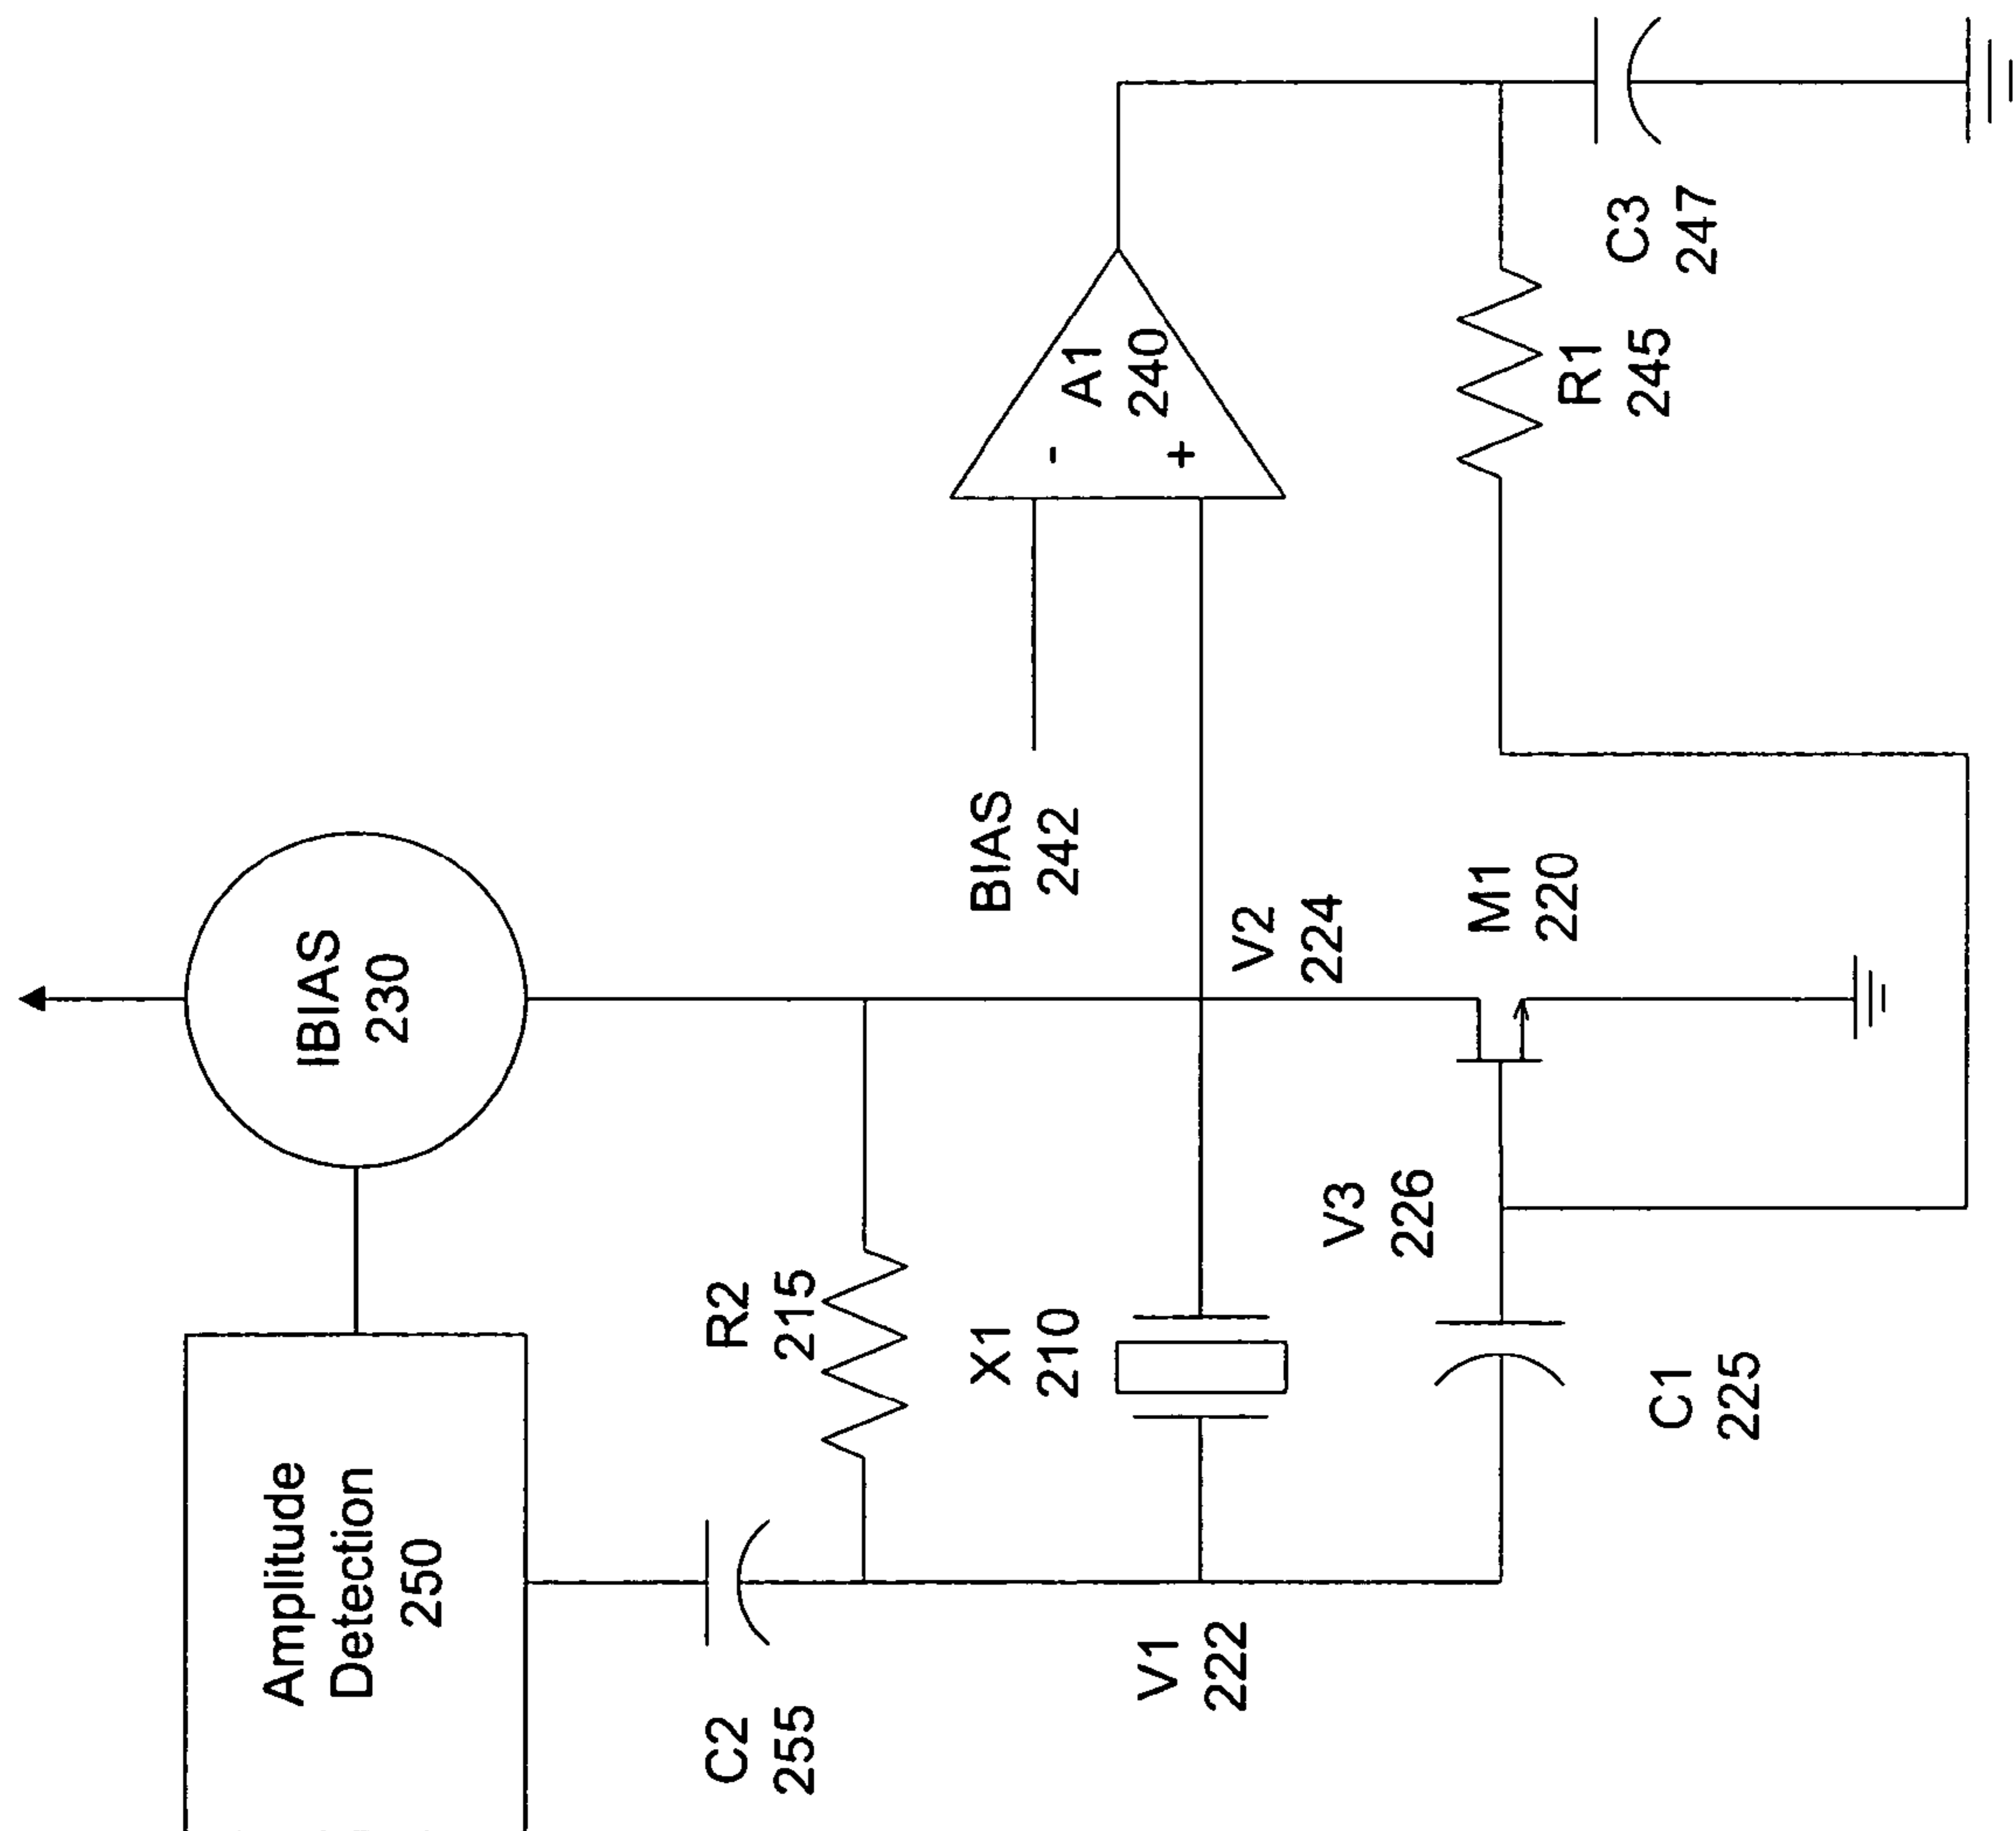 Amplitude
Detection
250
IBIAS
230
C2
255
R2
215
X1
210
V1
222
V2
224
V3
226
C1
225
M1
220
BIAS
242
-
+
A1
240
R1
245
C3
247